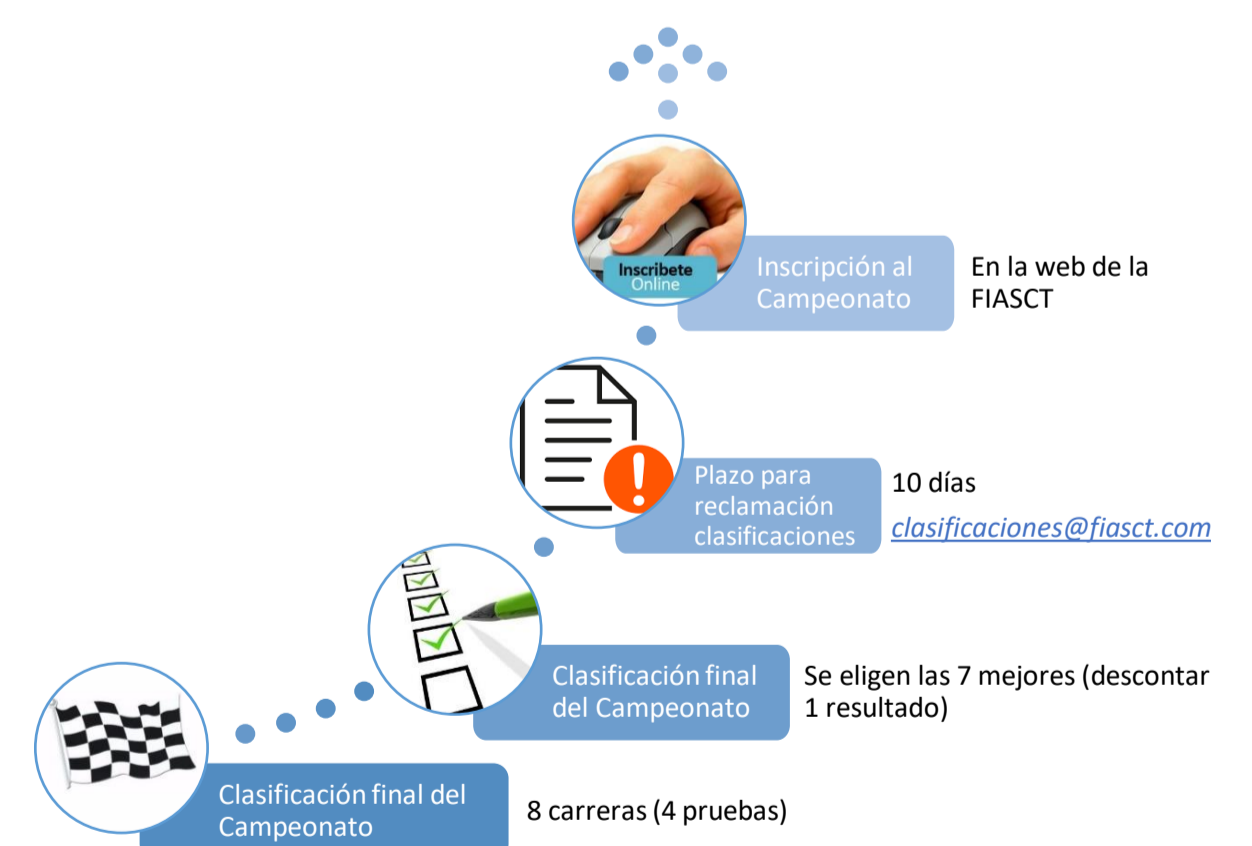 Inscribete
Online
Inscripción al
Campeonato
En la web de la
FIASCT
Plazo para
reclamación
clasificaciones
10 días
clasificaciones@fiasct.com
Clasificación final
del Campeonato
Se eligen las 7 mejores (descontar
1 resultado)
Clasificación final del
Campeonato
8 carreras (4 pruebas)